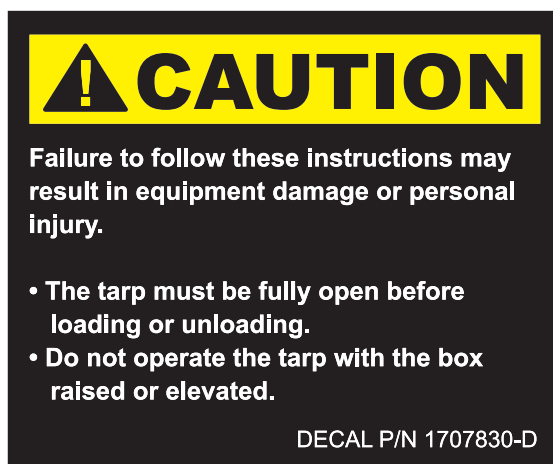 CAUTION
Failure to follow these instructions may
result in equipment damage or personal
injury.
• The tarp must be fully open before
loading or unloading.
• Do not operate the tarp with the box
raised or elevated.
DECAL P/N 1707830-D